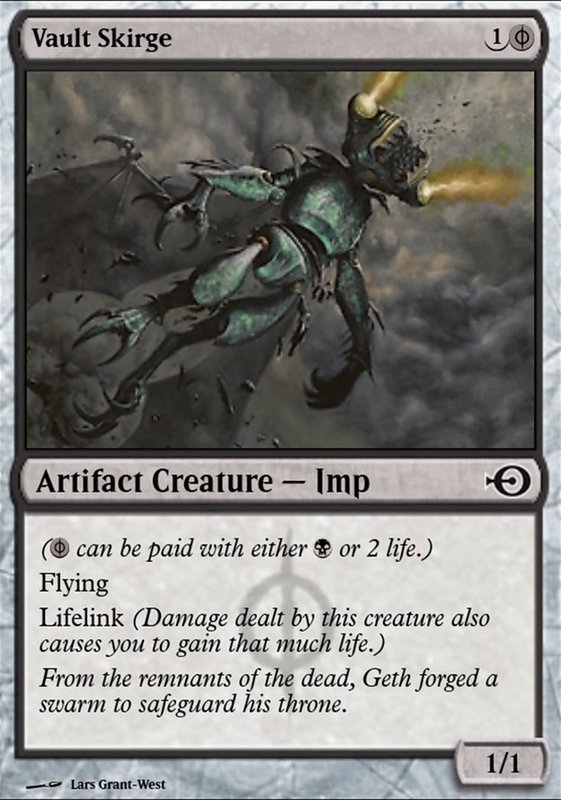 Vault Skirge 1
Artifact Creature — Imp
( can be paid with either or 2 life.)
Flying
Lifelink (Damage dealt by this creature also
causes you to gain that much life.)
From the remnants of the dead, Geth forged a
swarm to safeguard his throne.
1/1
Lars Grant-West